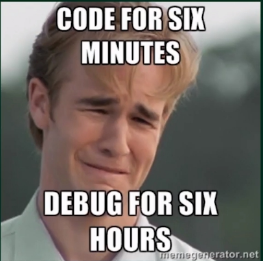 CODE FOR SIX
MINUTES
DEBUG FOR SIX
HOURS
memegenerator.net